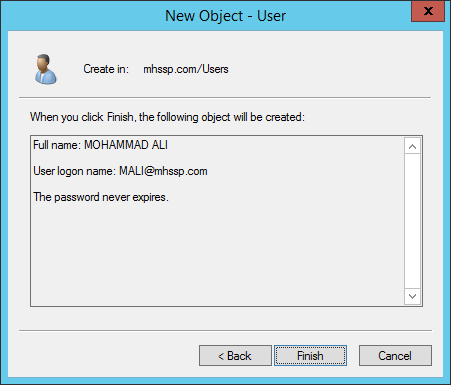 New Object - User
x
Create in: mhssp.com/Users
When you click Finish, the following object will be created:
Full name: MOHAMMAD ALI
User logon name: MALI@mhssp.com
The password never expires.
< Back Finish Cancel